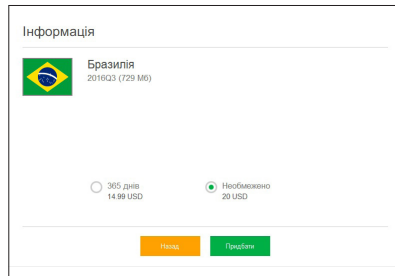 Інформація
Бразилія
2016Q3 (729 Мб)
365 днів
14.99 USD
Необмежено
20 USD
Назад
Придбати